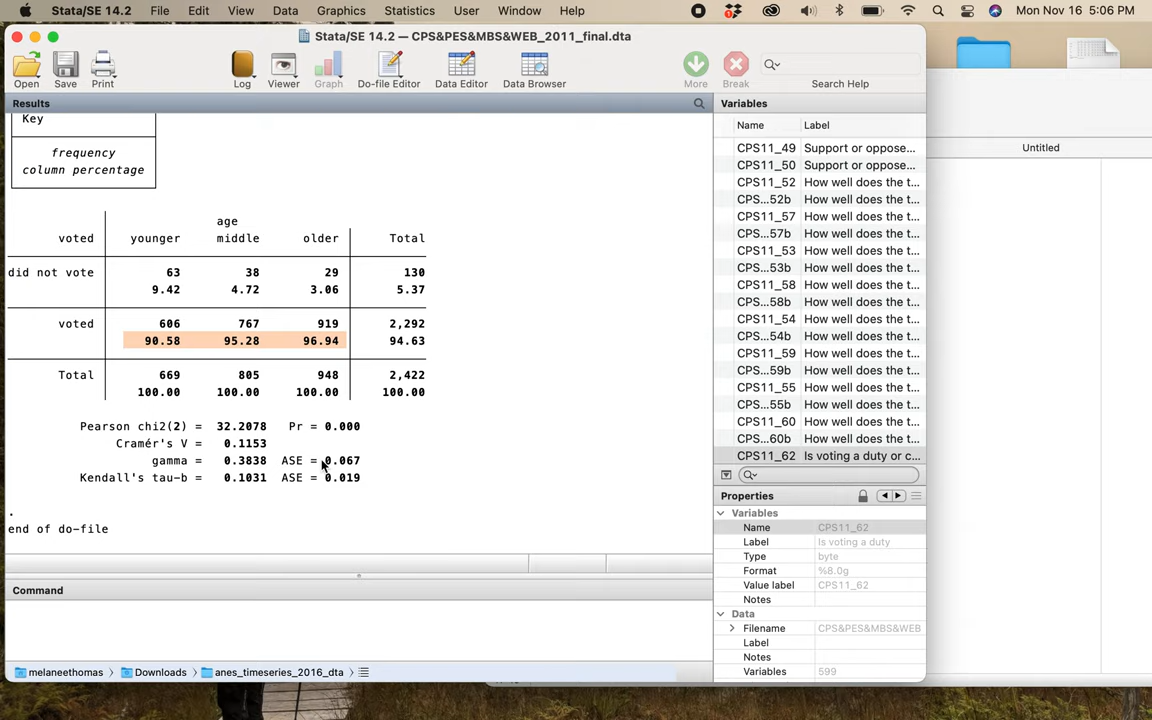 Stata/SE 14.2 File Edit View Data Graphics Statistics User Window Help Mon Nov 16 5:06 PM
Stata/SE 14.2 — CPS&PES&MBS&WEB_2011_final.dta
Open Save Print Log Viewer Graph Do-file Editor Data Editor Data Browser More Break Search Help
Results
Variables
Untitled
Key
frequency
column percentage
age
voted younger middle older Total
did not vote 63 38 29 130
9.42 4.72 3.06 5.37
voted 606 767 919 2,292
90.58 95.28 96.94 94.63
Total 669 805 948 2,422
100.00 100.00 100.00 100.00
Pearson chi2(2) = 32.2078 Pr = 0.000
Cramér's V = 0.1153
gamma = 0.3838 ASE = 0.067
Kendall's tau-b = 0.1031 ASE = 0.019
.
end of do-file
Command
melaneethomas Downloads anes_timeseries_2016_dta
Name Label
CPS11_49 Support or oppose...
CPS11_50 Support or oppose...
CPS11_52 How well does the t...
CPS...52b How well does the t...
CPS11_57 How well does the t...
CPS...57b How well does the t...
CPS11_53 How well does the t...
CPS...53b How well does the t...
CPS11_58 How well does the t...
CPS...58b How well does the t...
CPS11_54 How well does the t...
CPS...54b How well does the t...
CPS11_59 How well does the t...
CPS...59b How well does the t...
CPS11_55 How well does the t...
CPS...55b How well does the t...
CPS11_60 How well does the t...
CPS...60b How well does the t...
CPS11_62 Is voting a duty or c...
Properties
Variables
Name CPS11_62
Label Is voting a duty
Type byte
Format %8.0g
Value label CPS11_62
Notes
Data
Filename CPS&PES&MBS&WEB
Label
Notes
Variables 599